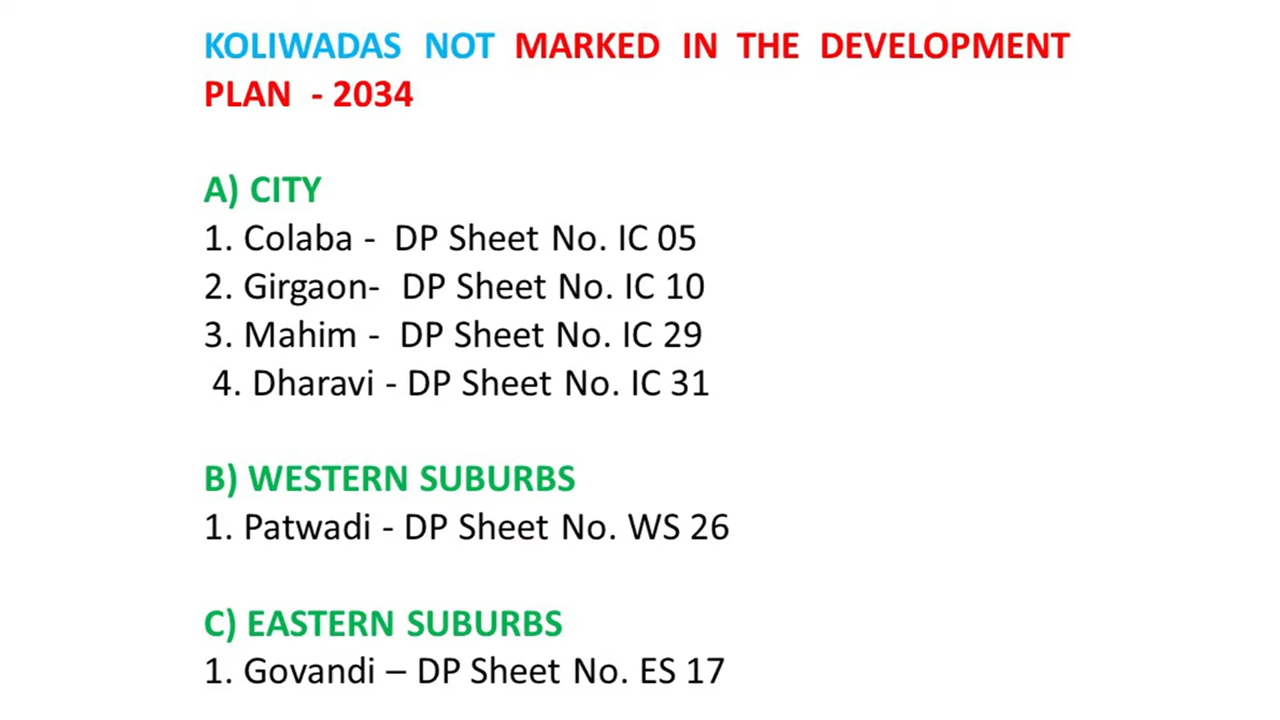 KOLIWADAS NOT MARKED IN THE DEVELOPMENT
PLAN - 2034
A) CITY
1. Colaba - DP Sheet No. IC 05
2. Girgaon- DP Sheet No. IC 10
3. Mahim - DP Sheet No. IC 29
4. Dharavi - DP Sheet No. IC 31
B) WESTERN SUBURBS
1. Patwadi - DP Sheet No. WS 26
C) EASTERN SUBURBS
1. Govandi – DP Sheet No. ES 17